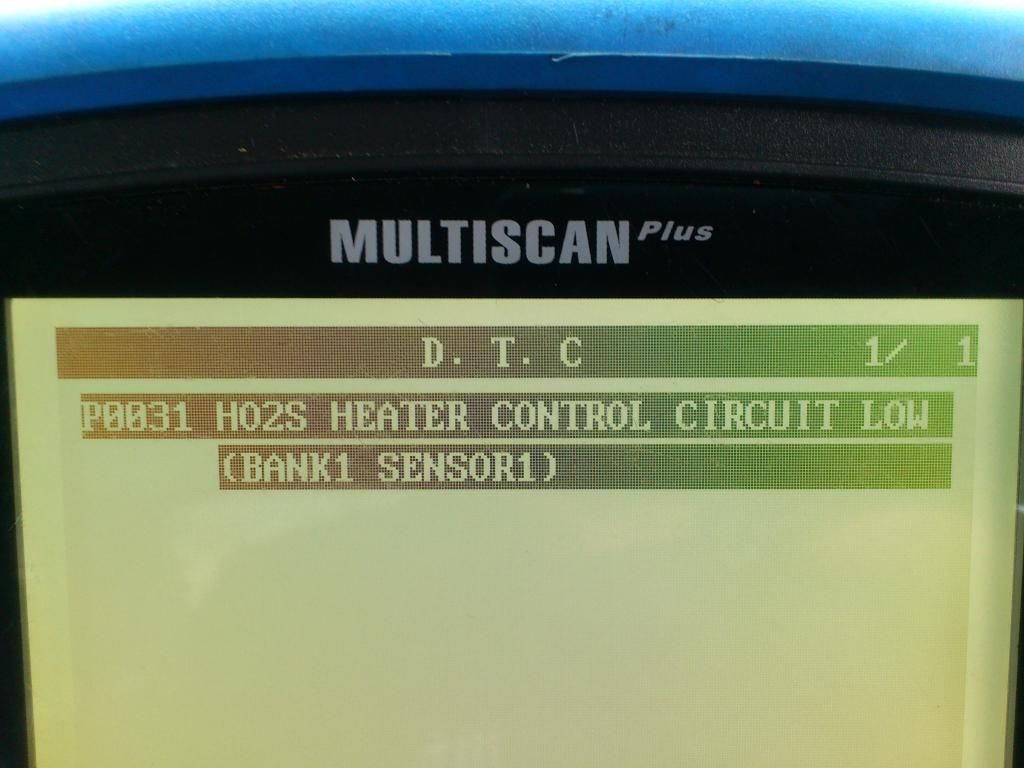 MULTISCAN Plus
D. T. C 1/ 1
P0031 HO2S HEATER CONTROL CIRCUIT LOW
(BANK1 SENSOR1)